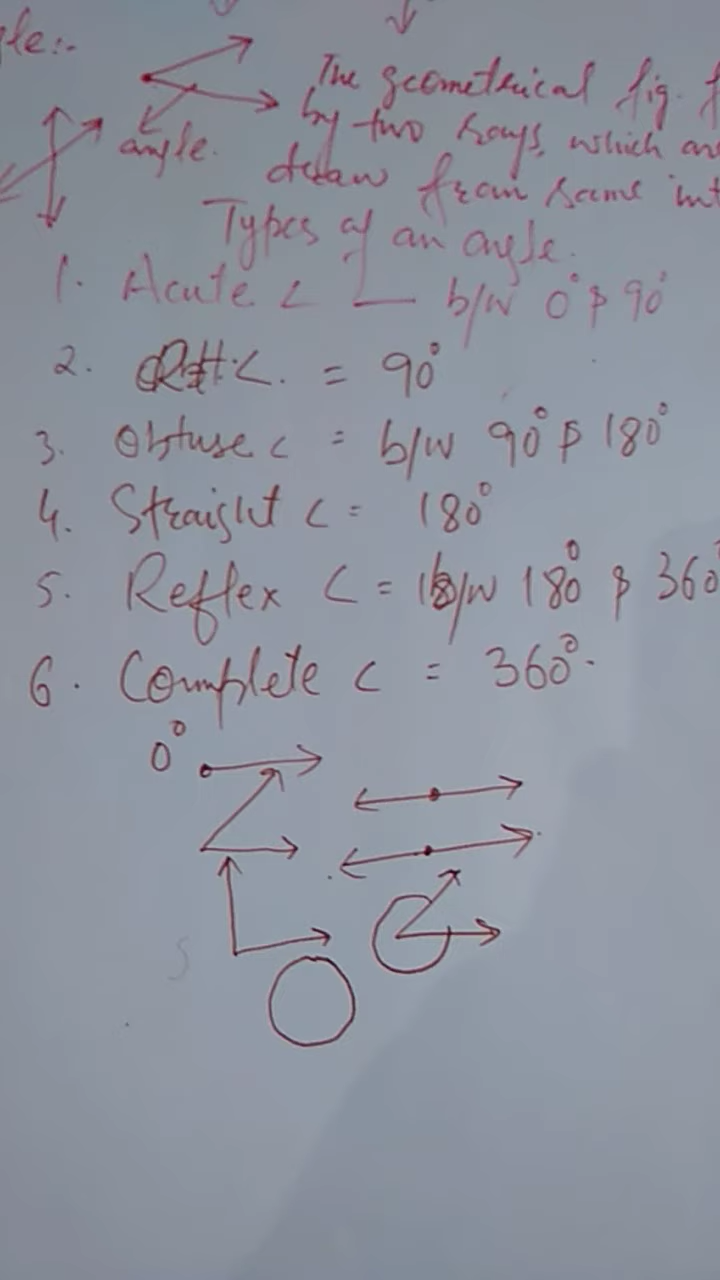 gle:-
The geometrical fig. f
by two rays, which are
angle.
draw from same int
Types of an angle.
1. Acute ∠ — b/w 0° & 90°
2. Rt. ∠. = 90°
3. Obtuse ∠ = b/w 90° & 180°
4. Straight ∠ = 180°
5. Reflex ∠ = b/w 180° & 360°
6. Complete ∠ = 360°.
0°